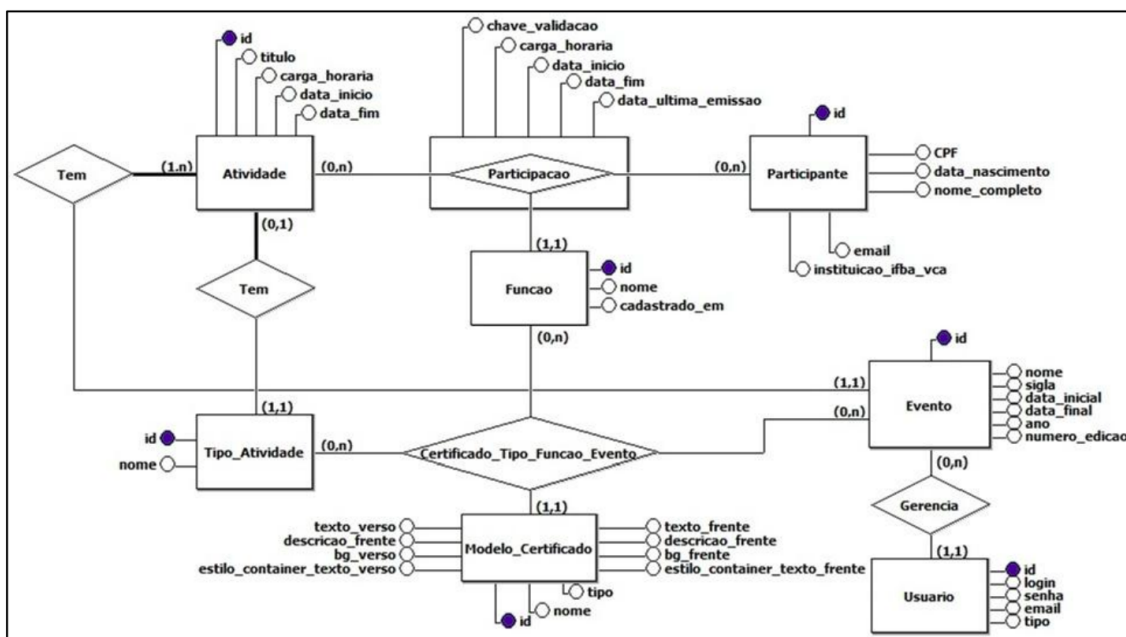 chave_validacao
id
carga_horaria
titulo
data_inicio
carga_horaria
data_fim
data_inicio
data_ultima_emissao
data_fim
id
Tem
(1.n)
Atividade
(0,n)
Participacao
(0,n)
Participante
CPF
data_nascimento
nome_completo
(0,1)
(1,1)
email
instituicao_ifba_vca
Tem
Funcao
id
nome
cadastrado_em
(0,n)
id
(1,1)
(1,1)
(0,n)
Evento
nome
sigla
data_inicial
data_final
ano
numero_edicao
id
nome
Tipo_Atividade
(0,n)
Certificado_Tipo_Funcao_Evento
(0,n)
Gerencia
(1,1)
texto_verso
descricao_frente
bg_verso
estilo_container_texto_verso
Modelo_Certificado
texto_frente
descricao_frente
bg_frente
estilo_container_texto_frente
tipo
nome
id
(1,1)
Usuario
id
login
senha
email
tipo